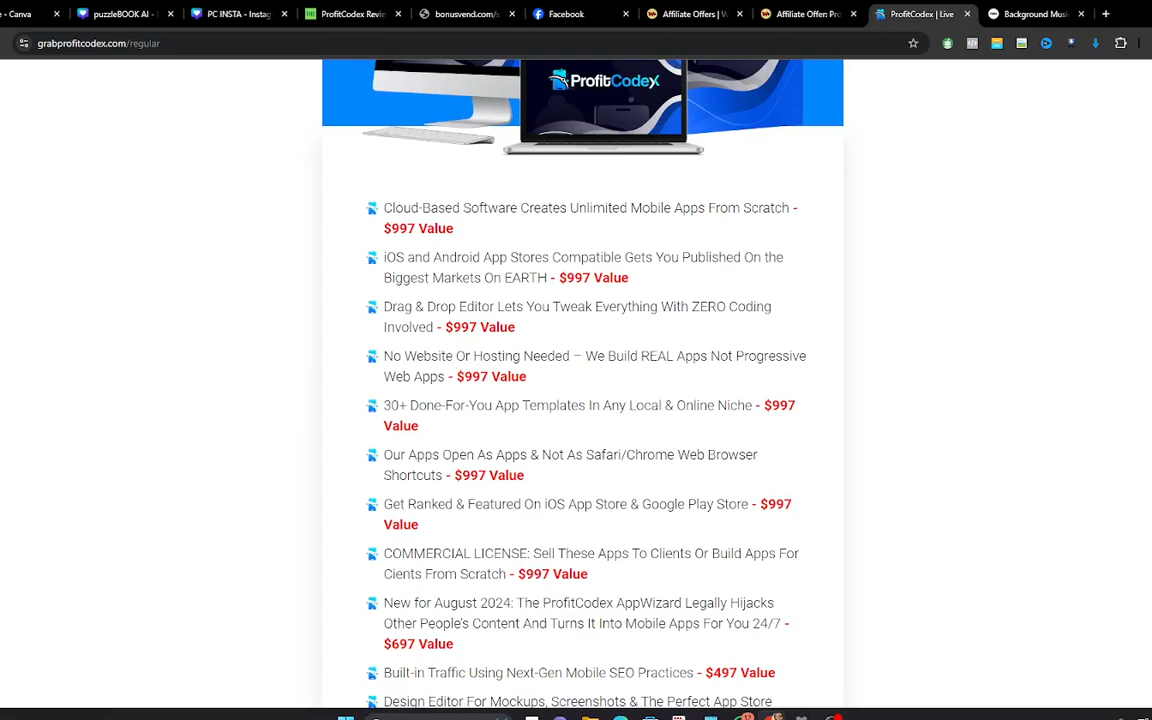 - Canva
puzzleBOOK AI -
PC INSTA - Instag
ProfitCodex Revie
bonusvend.com/s
Facebook
Affiliate Offers | W
Affiliate Offer: Pro
ProfitCodex | Live
Background Musi
grabprofitcodex.com/regular
ProfitCodex
Cloud-Based Software Creates Unlimited Mobile Apps From Scratch -
$997 Value
iOS and Android App Stores Compatible Gets You Published On the
Biggest Markets On EARTH - $997 Value
Drag & Drop Editor Lets You Tweak Everything With ZERO Coding
Involved - $997 Value
No Website Or Hosting Needed – We Build REAL Apps Not Progressive
Web Apps - $997 Value
30+ Done-For-You App Templates In Any Local & Online Niche - $997
Value
Our Apps Open As Apps & Not As Safari/Chrome Web Browser
Shortcuts - $997 Value
Get Ranked & Featured On iOS App Store & Google Play Store - $997
Value
COMMERCIAL LICENSE: Sell These Apps To Clients Or Build Apps For
Cients From Scratch - $997 Value
New for August 2024: The ProfitCodex AppWizard Legally Hijacks
Other People's Content And Turns It Into Mobile Apps For You 24/7 -
$697 Value
Built-in Traffic Using Next-Gen Mobile SEO Practices - $497 Value
Design Editor For Mockups, Screenshots & The Perfect App Store